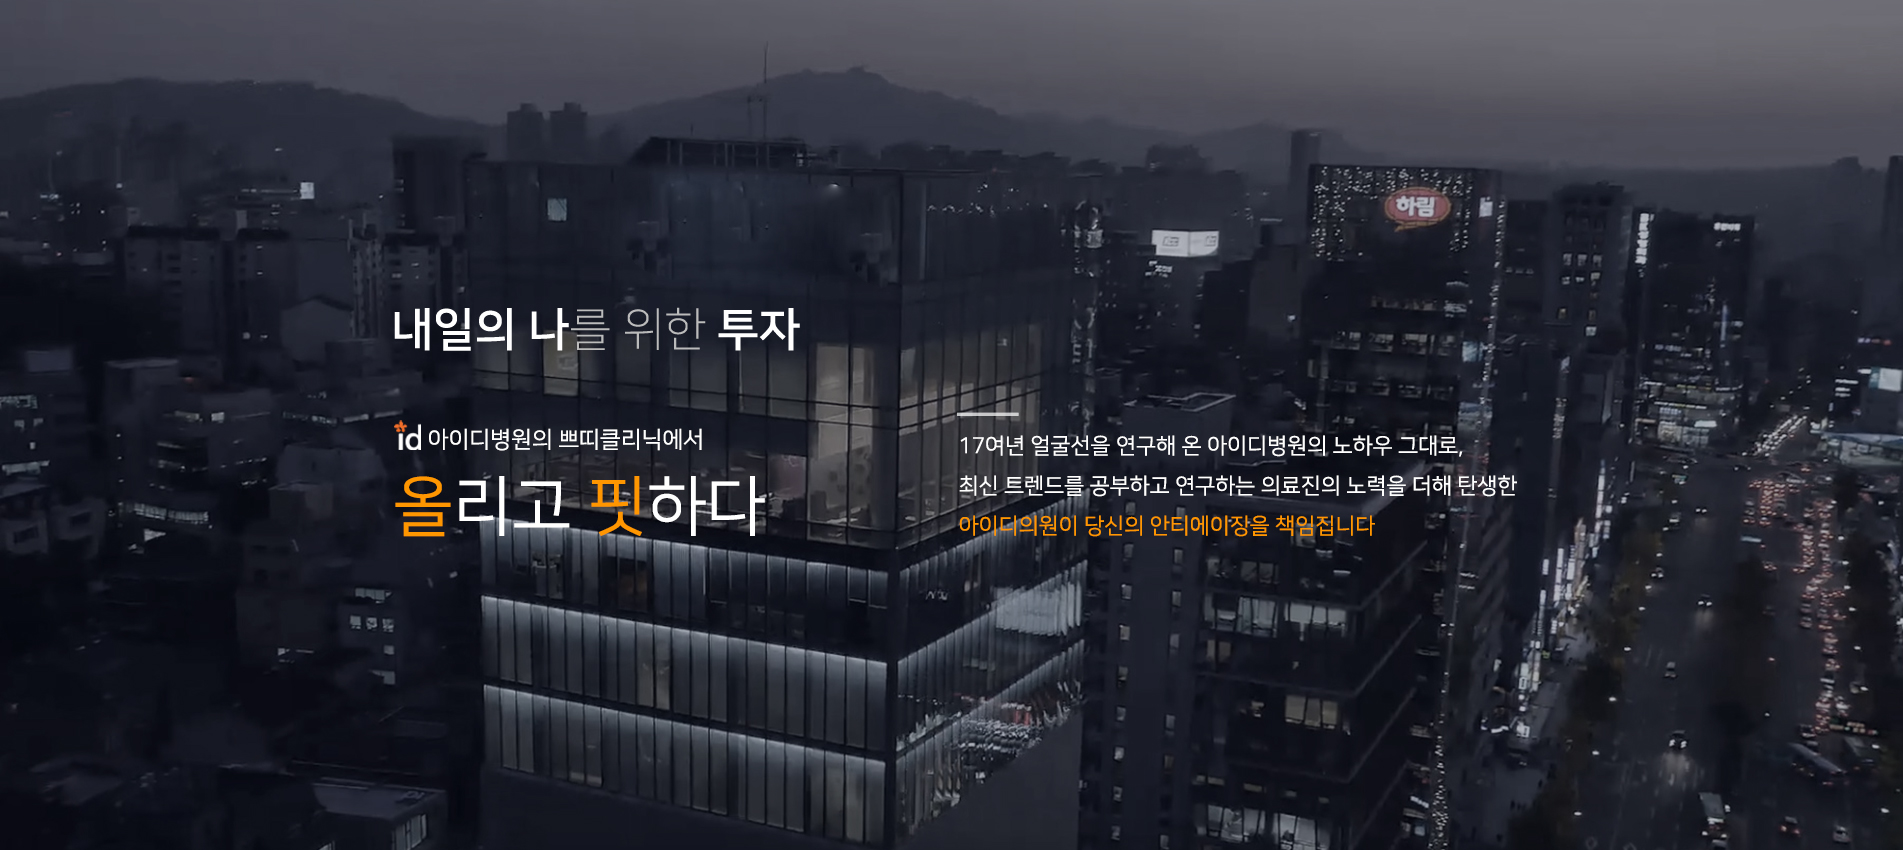 내일의 나를 위한 투자
id 아이디병원의 쁘띠클리닉에서
올리고 핏하다
17여년 얼굴선을 연구해 온 아이디병원의 노하우 그대로,
최신 트렌드를 공부하고 연구하는 의료진의 노력을 더해 탄생한
아이디의원이 당신의 안티에이징을 책임집니다
하림